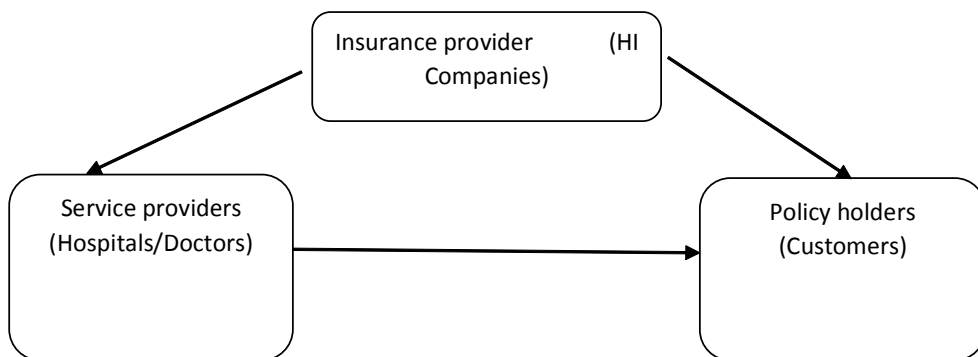 Insurance provider (HI
Companies)
Service providers
(Hospitals/Doctors)
Policy holders
(Customers)